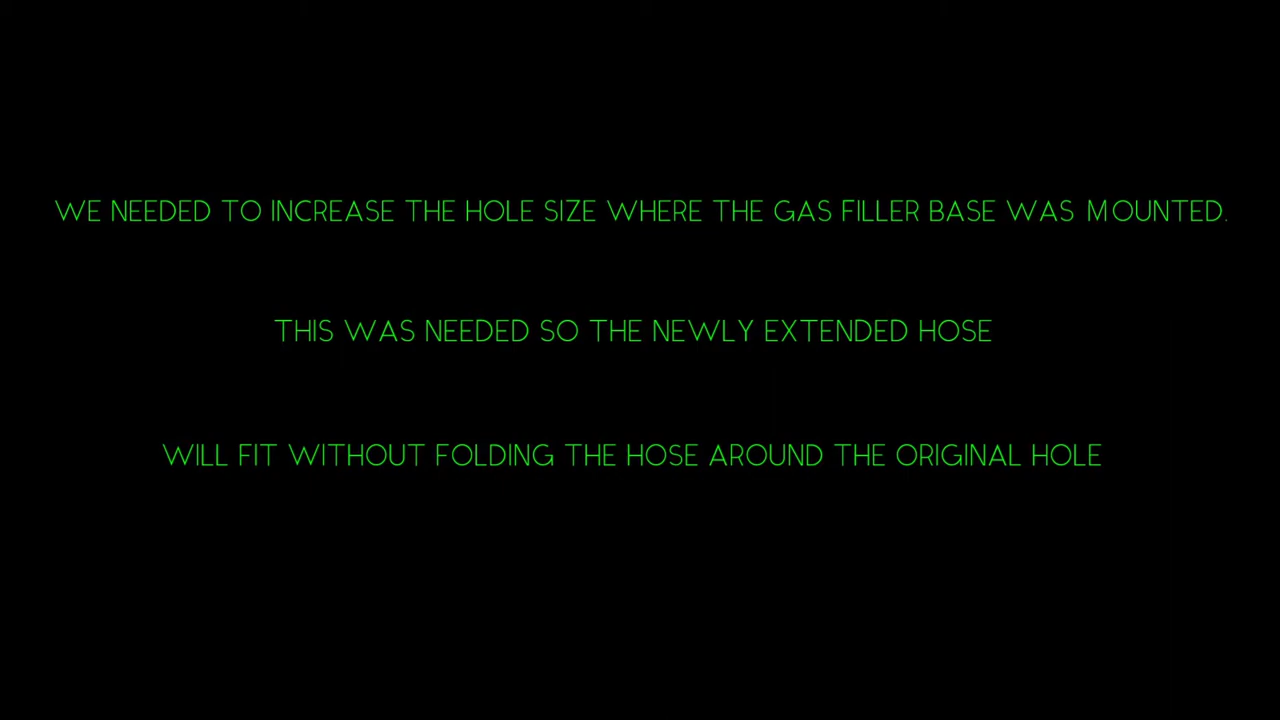 WE NEEDED TO INCREASE THE HOLE SIZE WHERE THE GAS FILLER BASE WAS MOUNTED.
THIS WAS NEEDED SO THE NEWLY EXTENDED HOSE
WILL FIT WITHOUT FOLDING THE HOSE AROUND THE ORIGINAL HOLE